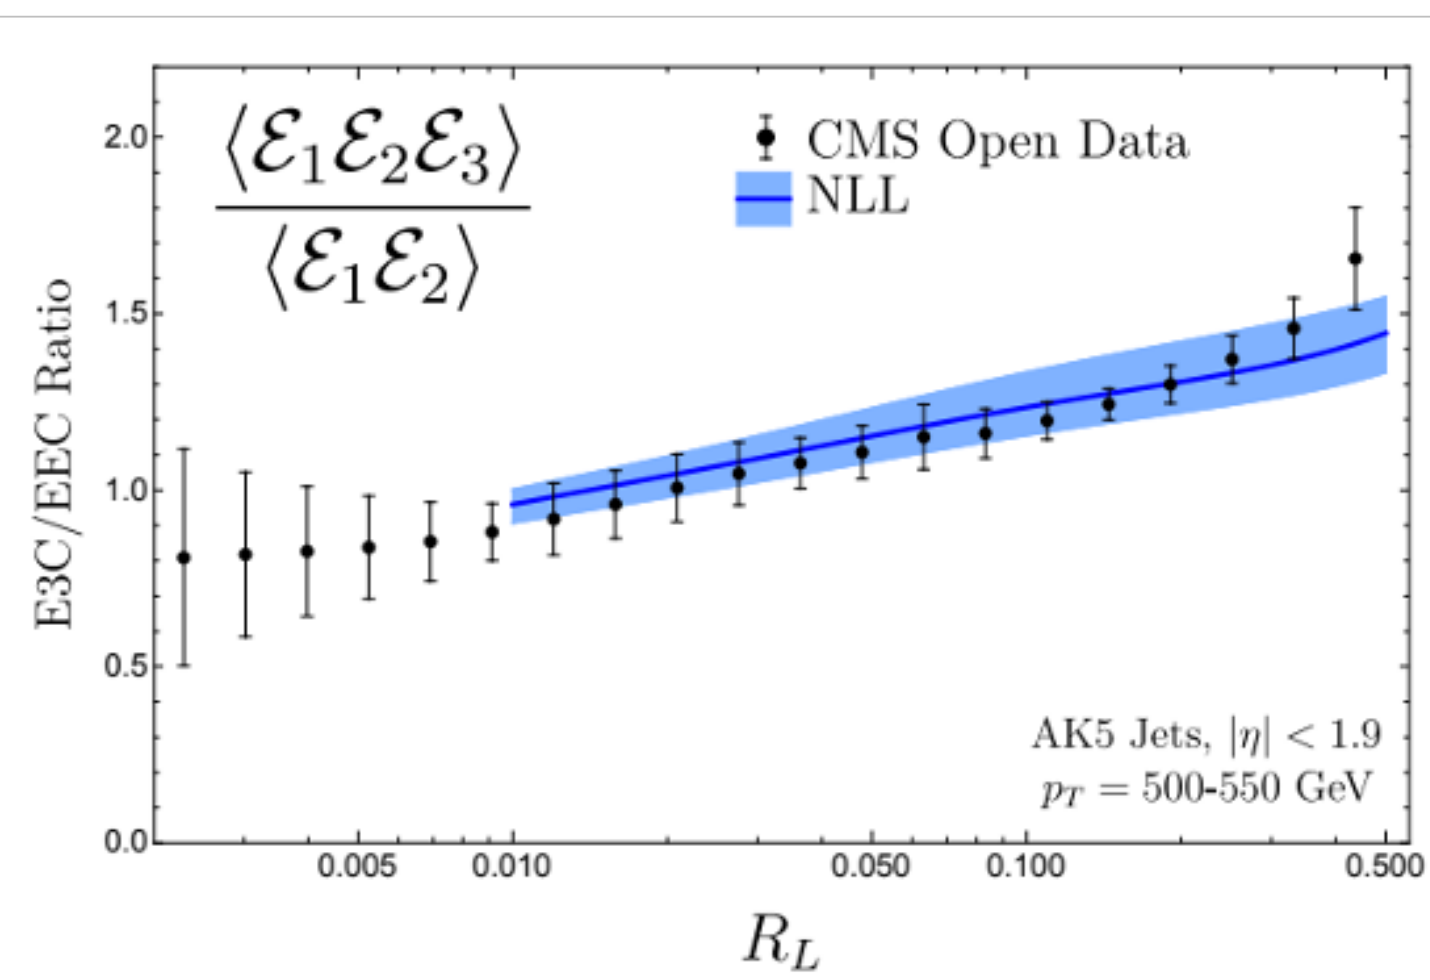 ⟨ℰ₁ℰ₂ℰ₃⟩
⟨ℰ₁ℰ₂⟩
CMS Open Data
NLL
E3C/EEC Ratio
2.0
1.5
1.0
0.5
0.0
AK5 Jets, |η| < 1.9
p_T = 500-550 GeV
0.005 0.010 0.050 0.100 0.500
R_L